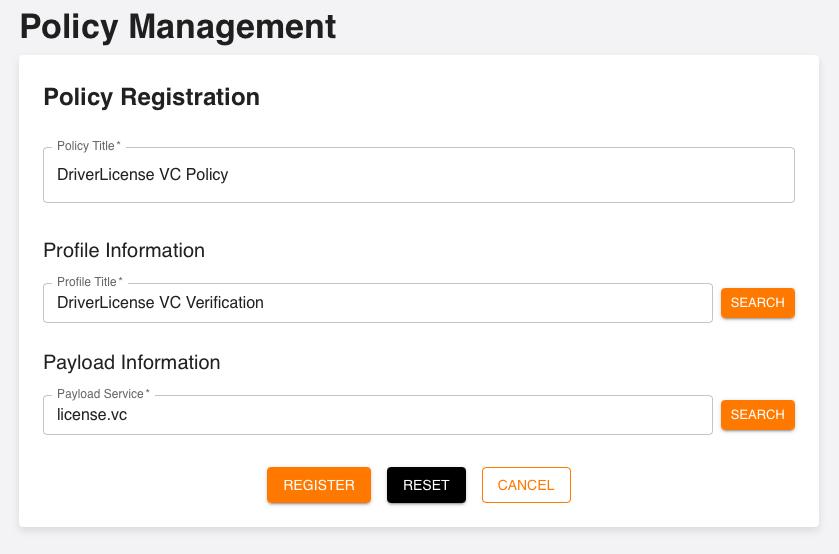 Policy Management
Policy Registration
Policy Title *
DriverLicense VC Policy
Profile Information
Profile Title *
DriverLicense VC Verification
SEARCH
Payload Information
Payload Service *
license.vc
SEARCH
REGISTER RESET CANCEL